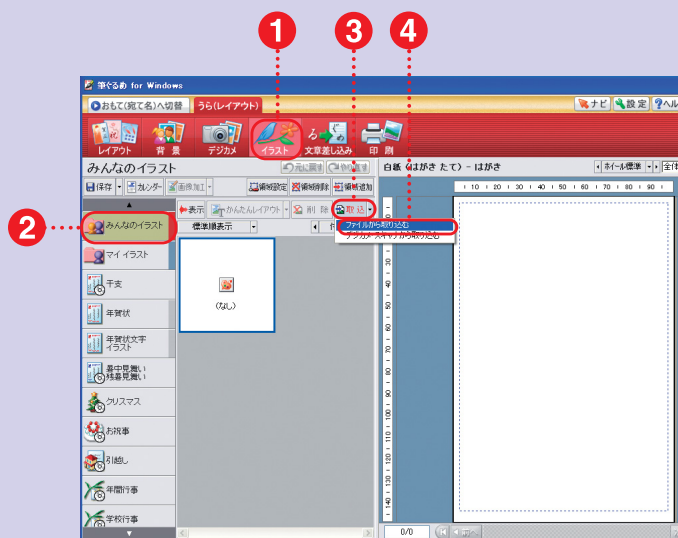 1
3
4
筆ぐるめ for Windows
おもて(宛て名)へ切替
うら(レイアウト)
ナビ
設定
ヘル
レイアウト
背景
デジカメ
イラスト
文章差し込み
印刷
みんなのイラスト
元に戻す
やり直す
白紙 (はがき たて) - はがき
ホイール標準
全体
保存
カレンダー
画像加工
領域設定
領域削除
領域追加
10 20 30 40 50 60 70 80 90
表示
かんたんレイアウト
削除
取込
2
みんなのイラスト
標準順表示
ファイルから取り込む
デジカメ・スキャナから取り込む
マイ イラスト
干支
(なし)
年賀状
年賀状文字
イラスト
暑中見舞い
残暑見舞い
クリスマス
お祝事
引越し
年間行事
学校行事
0/0
前へ